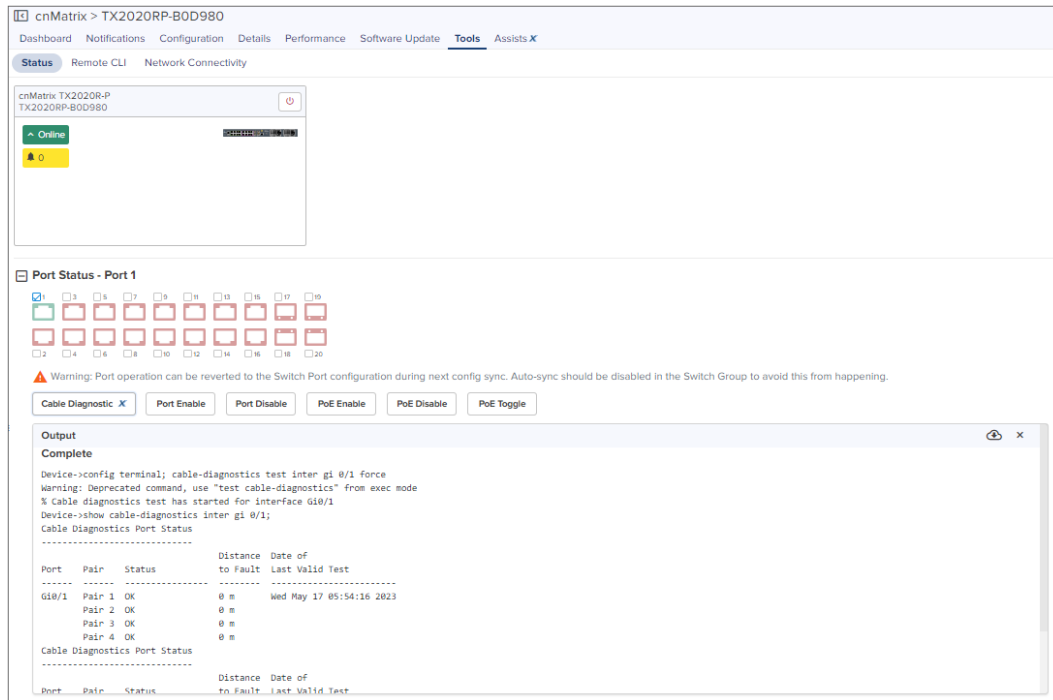 cnMatrix > TX2020RP-B0D980
Dashboard Notifications Configuration Details Performance Software Update Tools Assists X
Status Remote CLI Network Connectivity
cnMatrix TX2020R-P
TX2020RP-B0D980
Online
0
Port Status - Port 1
1 3 5 7 9 11 13 15 17 19
2 4 6 8 10 12 14 16 18 20
Warning: Port operation can be reverted to the Switch Port configuration during next config sync. Auto-sync should be disabled in the Switch Group to avoid this from happening.
Cable Diagnostic X Port Enable Port Disable PoE Enable PoE Disable PoE Toggle
Output
Complete
Device->config terminal; cable-diagnostics test inter gi 0/1 force
Warning: Deprecated command, use "test cable-diagnostics" from exec mode
% Cable diagnostics test has started for interface Gi0/1
Device->show cable-diagnostics inter gi 0/1;
Cable Diagnostics Port Status
----------------------------
Distance Date of
Port Pair Status to Fault Last Valid Test
------ ------ ---------------- -------- ------------------------
Gi0/1 Pair 1 OK 0 m Wed May 17 05:54:16 2023
Pair 2 OK 0 m
Pair 3 OK 0 m
Pair 4 OK 0 m
Cable Diagnostics Port Status
----------------------------
Distance Date of
Port Pair Status to Fault Last Valid Test